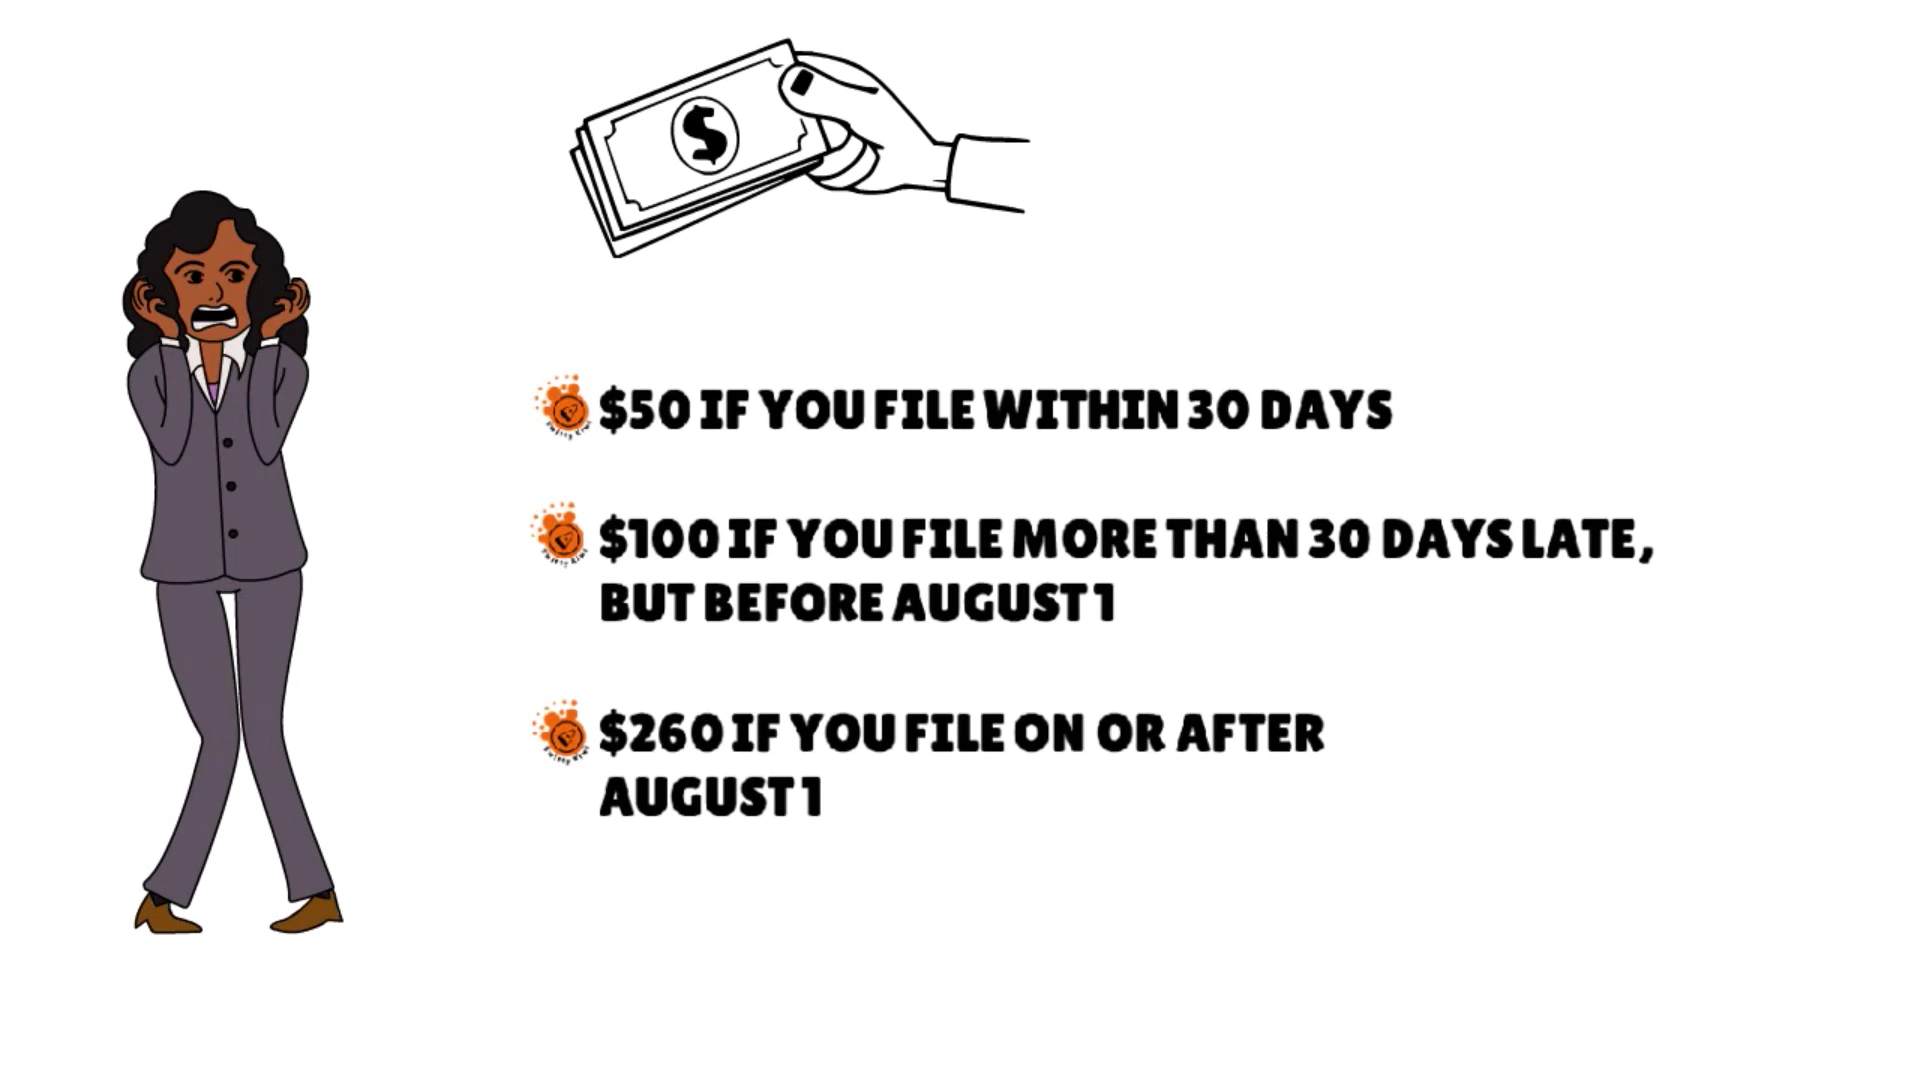 $50 IF YOU FILE WITHIN 30 DAYS
$100 IF YOU FILE MORE THAN 30 DAYS LATE,
BUT BEFORE AUGUST 1
$260 IF YOU FILE ON OR AFTER
AUGUST 1